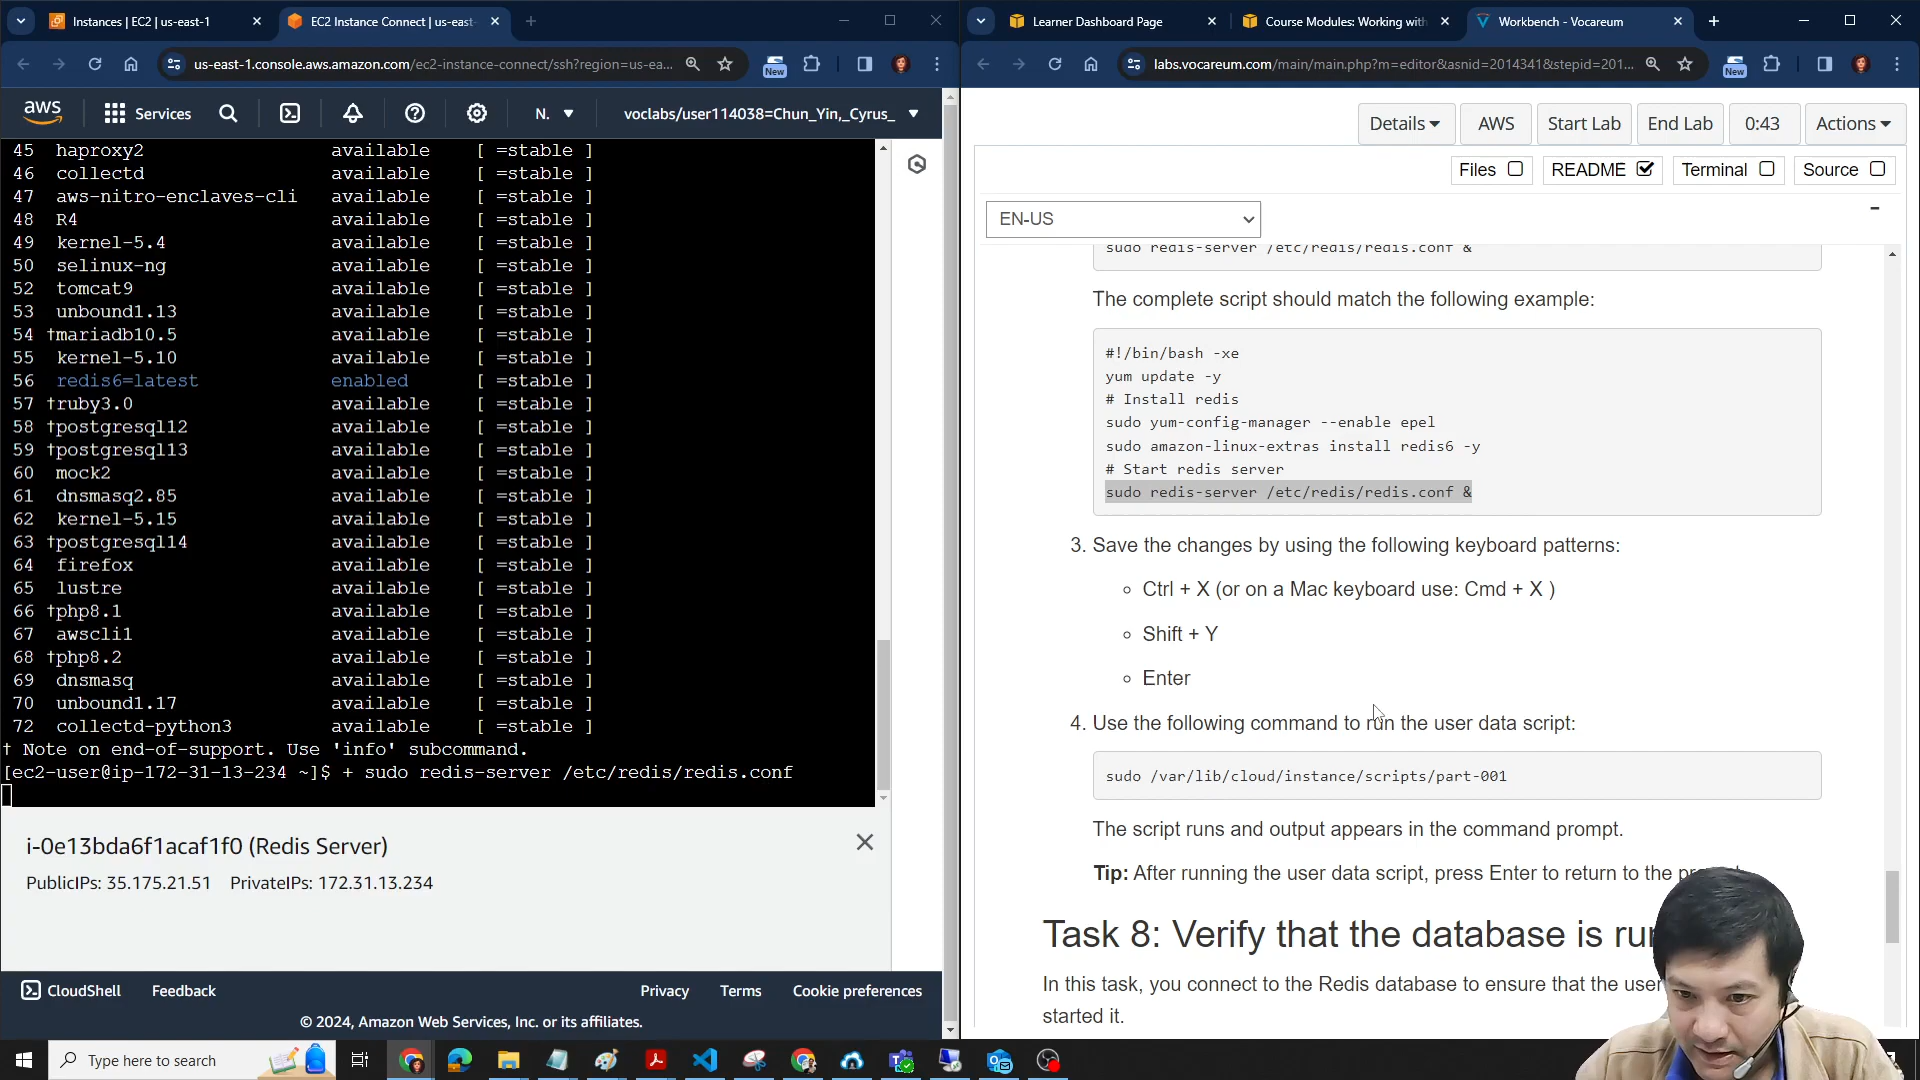 Instances | EC2 | us-east-1
EC2 Instance Connect | us-east-
us-east-1.console.aws.amazon.com/ec2-instance-connect/ssh?region=us-ea...
New
aws
Services
N.
voclabs/user114038=Chun_Yin,_Cyrus_
45 haproxy2 available [ =stable ]
46 collectd available [ =stable ]
47 aws-nitro-enclaves-cli available [ =stable ]
48 R4 available [ =stable ]
49 kernel-5.4 available [ =stable ]
50 selinux-ng available [ =stable ]
52 tomcat9 available [ =stable ]
53 unbound1.13 available [ =stable ]
54 †mariadb10.5 available [ =stable ]
55 kernel-5.10 available [ =stable ]
56 redis6=latest enabled [ =stable ]
57 †ruby3.0 available [ =stable ]
58 †postgresql12 available [ =stable ]
59 †postgresql13 available [ =stable ]
60 mock2 available [ =stable ]
61 dnsmasq2.85 available [ =stable ]
62 kernel-5.15 available [ =stable ]
63 †postgresql14 available [ =stable ]
64 firefox available [ =stable ]
65 lustre available [ =stable ]
66 †php8.1 available [ =stable ]
67 awscli1 available [ =stable ]
68 †php8.2 available [ =stable ]
69 dnsmasq available [ =stable ]
70 unbound1.17 available [ =stable ]
72 collectd-python3 available [ =stable ]
† Note on end-of-support. Use 'info' subcommand.
[ec2-user@ip-172-31-13-234 ~]$ + sudo redis-server /etc/redis/redis.conf
i-0e13bda6f1acaf1f0 (Redis Server)
PublicIPs: 35.175.21.51 PrivateIPs: 172.31.13.234
CloudShell Feedback Privacy Terms Cookie preferences
© 2024, Amazon Web Services, Inc. or its affiliates.
Learner Dashboard Page
Course Modules: Working with
Workbench - Vocareum
labs.vocareum.com/main/main.php?m=editor&asnid=2014341&stepid=201...
New
Details AWS Start Lab End Lab 0:43 Actions
Files README Terminal Source
EN-US
sudo redis-server /etc/redis/redis.conf &
The complete script should match the following example:
#!/bin/bash -xe
yum update -y
# Install redis
sudo yum-config-manager --enable epel
sudo amazon-linux-extras install redis6 -y
# Start redis server
sudo redis-server /etc/redis/redis.conf &
3. Save the changes by using the following keyboard patterns:
Ctrl + X (or on a Mac keyboard use: Cmd + X )
Shift + Y
Enter
4. Use the following command to run the user data script:
sudo /var/lib/cloud/instance/scripts/part-001
The script runs and output appears in the command prompt.
Tip: After running the user data script, press Enter to return to the
Task 8: Verify that the database is
In this task, you connect to the Redis database to ensure that the user
started it.
Type here to search